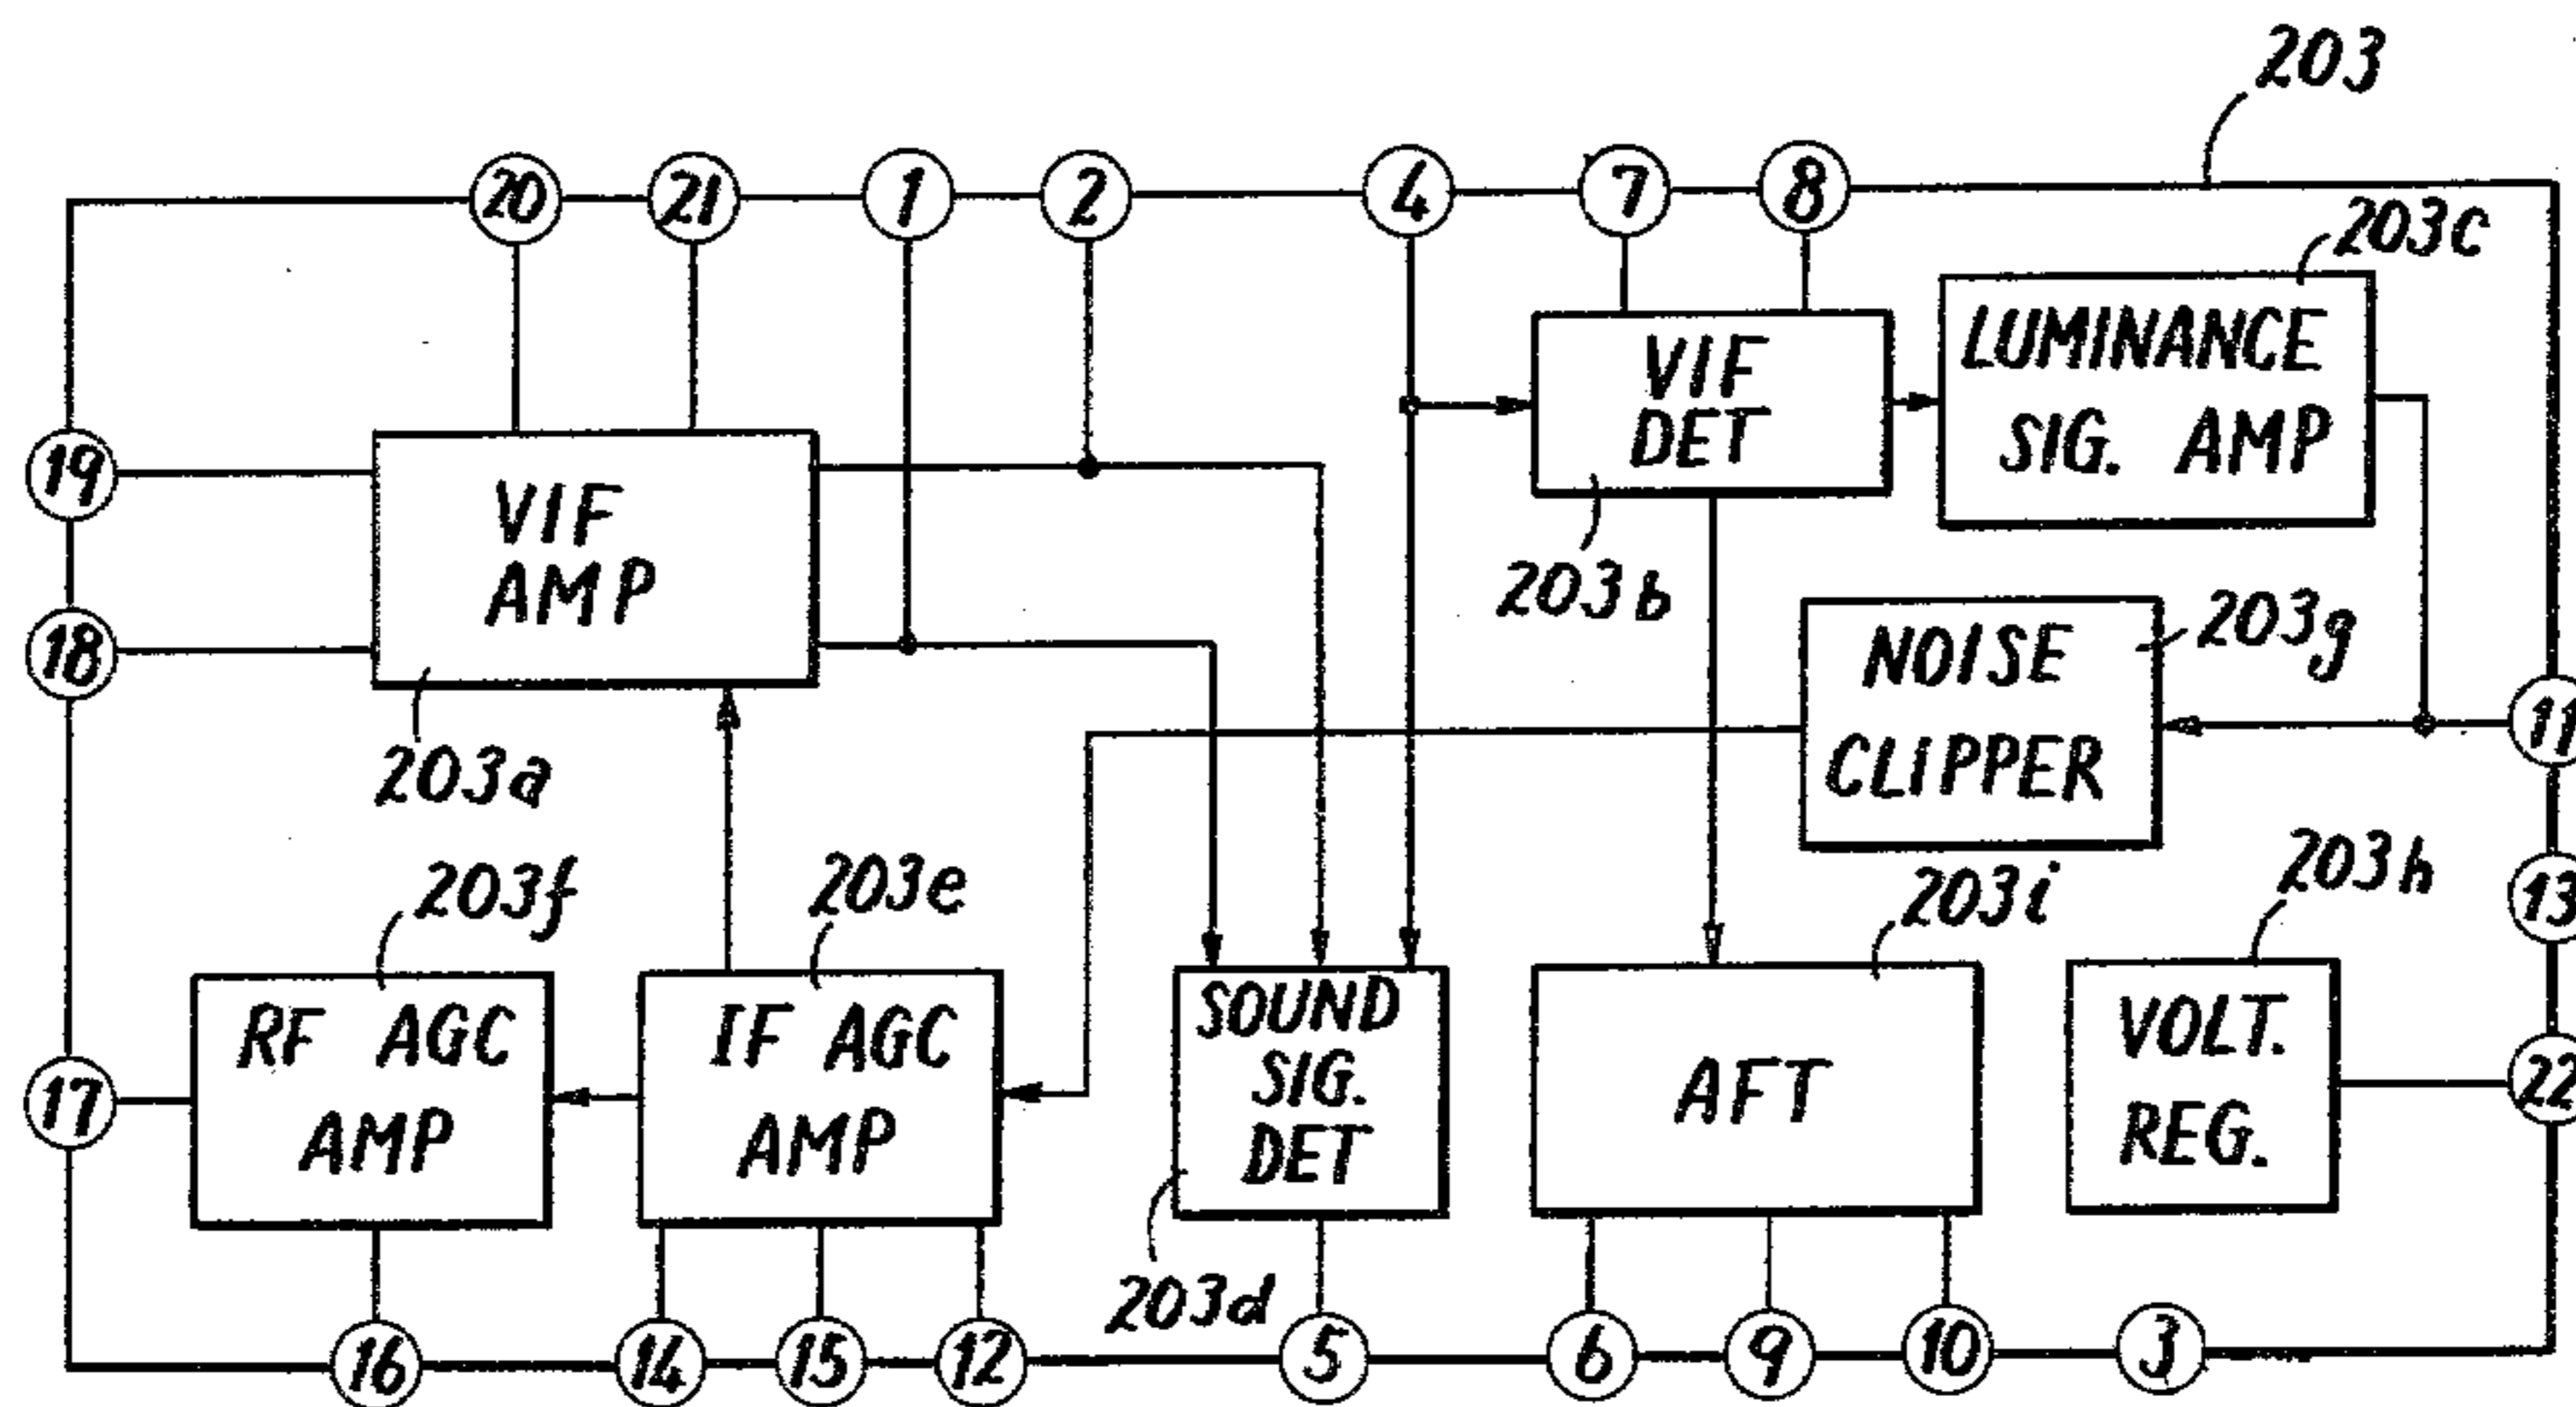 203
20 21 1 2 4 7 8
203c
LUMINANCE
SIG. AMP
VIF
DET
203b
19
18
VIF
AMP
203a
NOISE
CLIPPER
203g
11
13
22
203f
203e
203i
203h
RF AGC
AMP
IF AGC
AMP
SOUND
SIG.
DET
203d
AFT
VOLT.
REG.
17
16 14 15 12 5 6 9 10 3